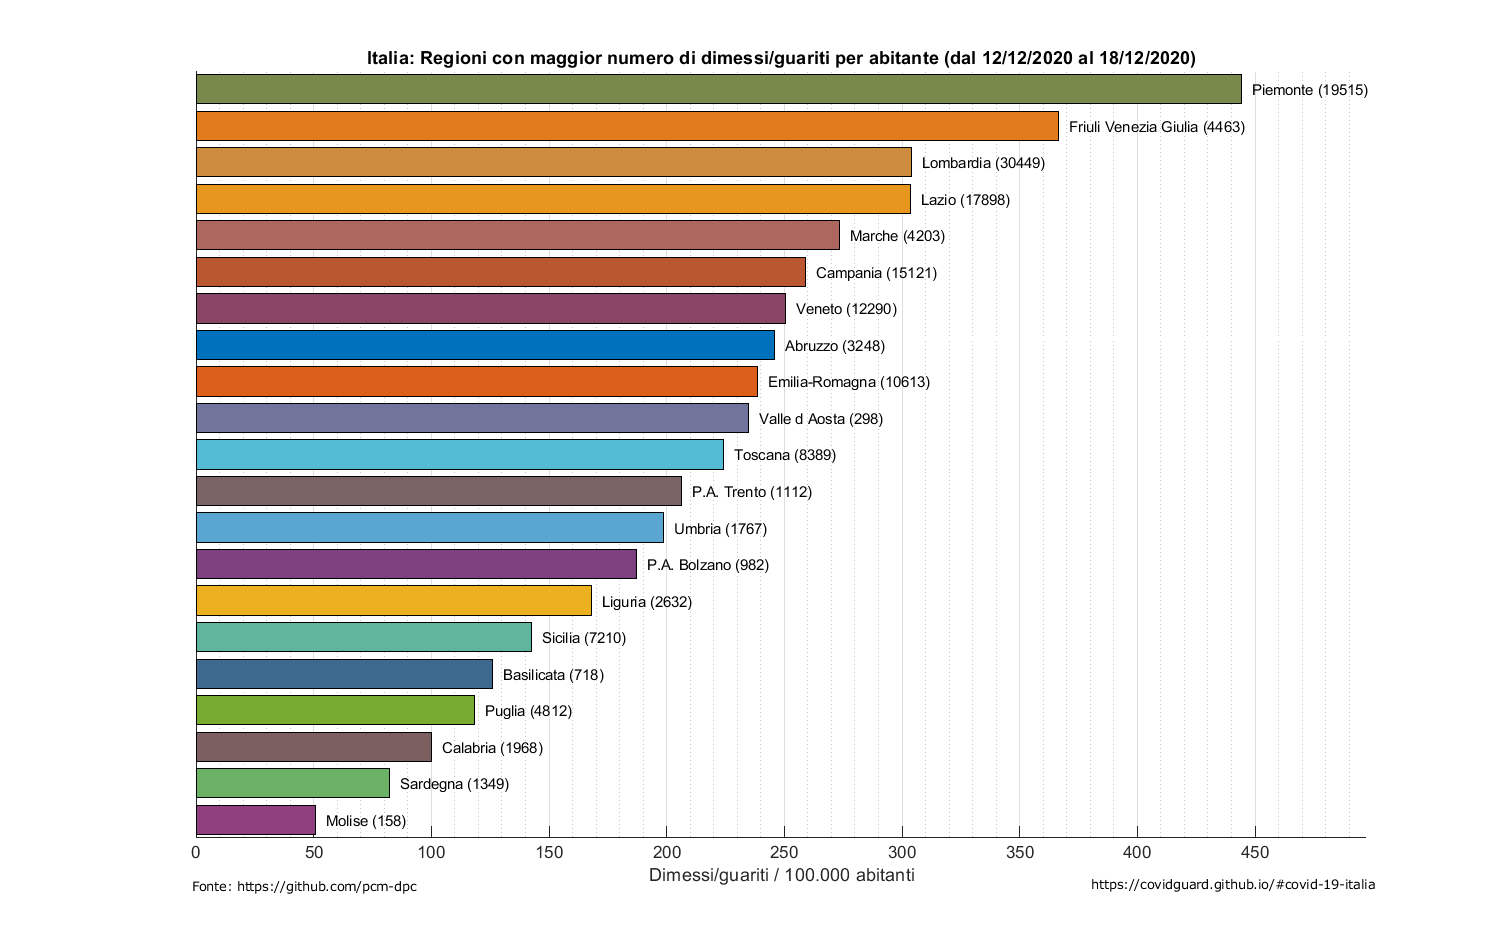 Italia: Regioni con maggior numero di dimessi/guariti per abitante (dal 12/12/2020 al 18/12/2020)
Piemonte (19515)
Friuli Venezia Giulia (4463)
Lombardia (30449)
Lazio (17898)
Marche (4203)
Campania (15121)
Veneto (12290)
Abruzzo (3248)
Emilia-Romagna (10613)
Valle d Aosta (298)
Toscana (8389)
P.A. Trento (1112)
Umbria (1767)
P.A. Bolzano (982)
Liguria (2632)
Sicilia (7210)
Basilicata (718)
Puglia (4812)
Calabria (1968)
Sardegna (1349)
Molise (158)
0 50 100 150 200 250 300 350 400 450
Dimessi/guariti / 100.000 abitanti
Fonte: https://github.com/pcm-dpc
https://covidguard.github.io/#covid-19-italia